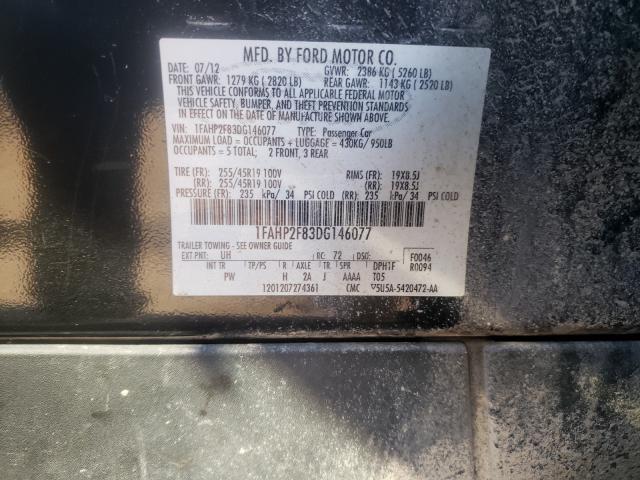 MFD. BY FORD MOTOR CO.
DATE: 07/12 GVWR: 2386 KG ( 5260 LB)
FRONT GAWR: 1279 KG ( 2820 LB) REAR GAWR: 1143 KG ( 2520 LB)
THIS VEHICLE CONFORMS TO ALL APPLICABLE FEDERAL MOTOR
VEHICLE SAFETY, BUMPER, AND THEFT PREVENTION STANDARDS
IN EFFECT ON THE DATE OF MANUFACTURE SHOWN ABOVE.
VIN: 1FAHP2F83DG146077 TYPE: Passenger Car
MAXIMUM LOAD = OCCUPANTS + LUGGAGE = 430KG/ 950LB
OCCUPANTS = 5 TOTAL: 2 FRONT, 3 REAR
TIRE (FR): 255/45R19 100V RIMS (FR): 19X8.5J
(RR): 255/45R19 100V (RR): 19X8.5J
PRESSURE (FR): 235 kPa/ 34 PSI COLD (RR): 235 kPa/ 34 PSI COLD
1FAHP2F83DG146077
TRAILER TOWING - SEE OWNER GUIDE
EXT PNT: UH RC: 72 DSO: F0046
INT TR TP/PS R AXLE TR SPR DPHTF R0094
PW H 2A J AAAA T05
1201207274361 CMC V5U5A-5420472-AA